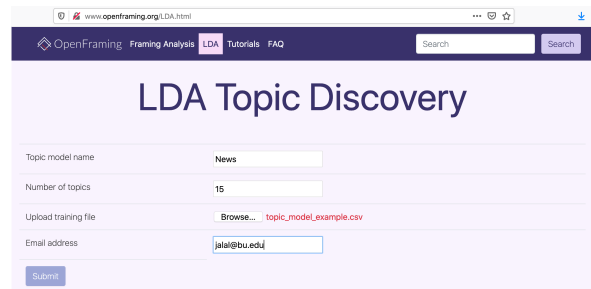 www.openframing.org/LDA.html
OpenFraming Framing Analysis LDA Tutorials FAQ Search Search
LDA Topic Discovery
Topic model name News
Number of topics 15
Upload training file Browse... topic_model_example.csv
Email address jalal@bu.edu
Submit